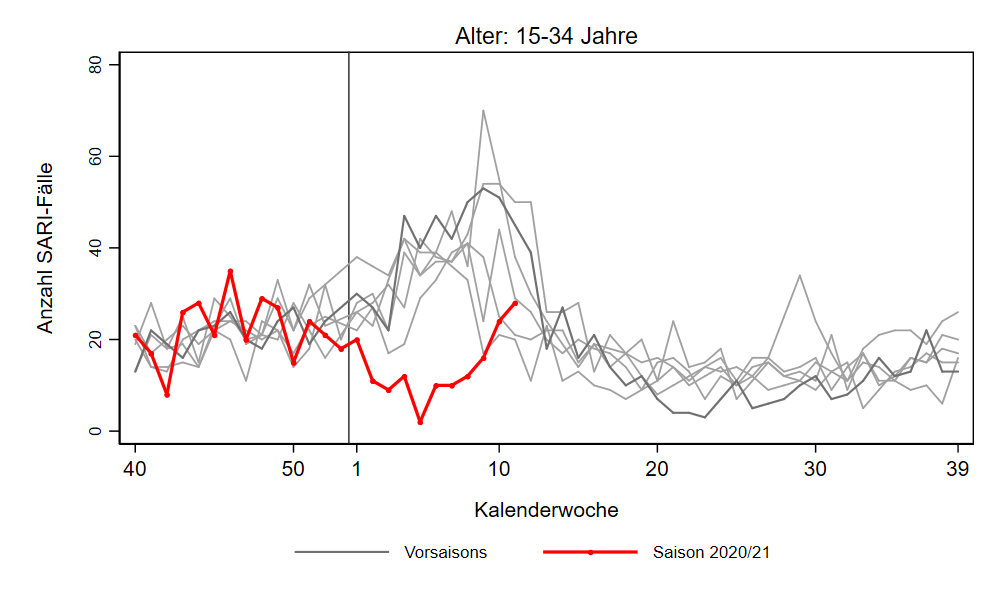 Alter: 15-34 Jahre
Anzahl SARI-Fälle
80
60
40
20
0
40 50 1 10 20 30 39
Kalenderwoche
Vorsaisons Saison 2020/21